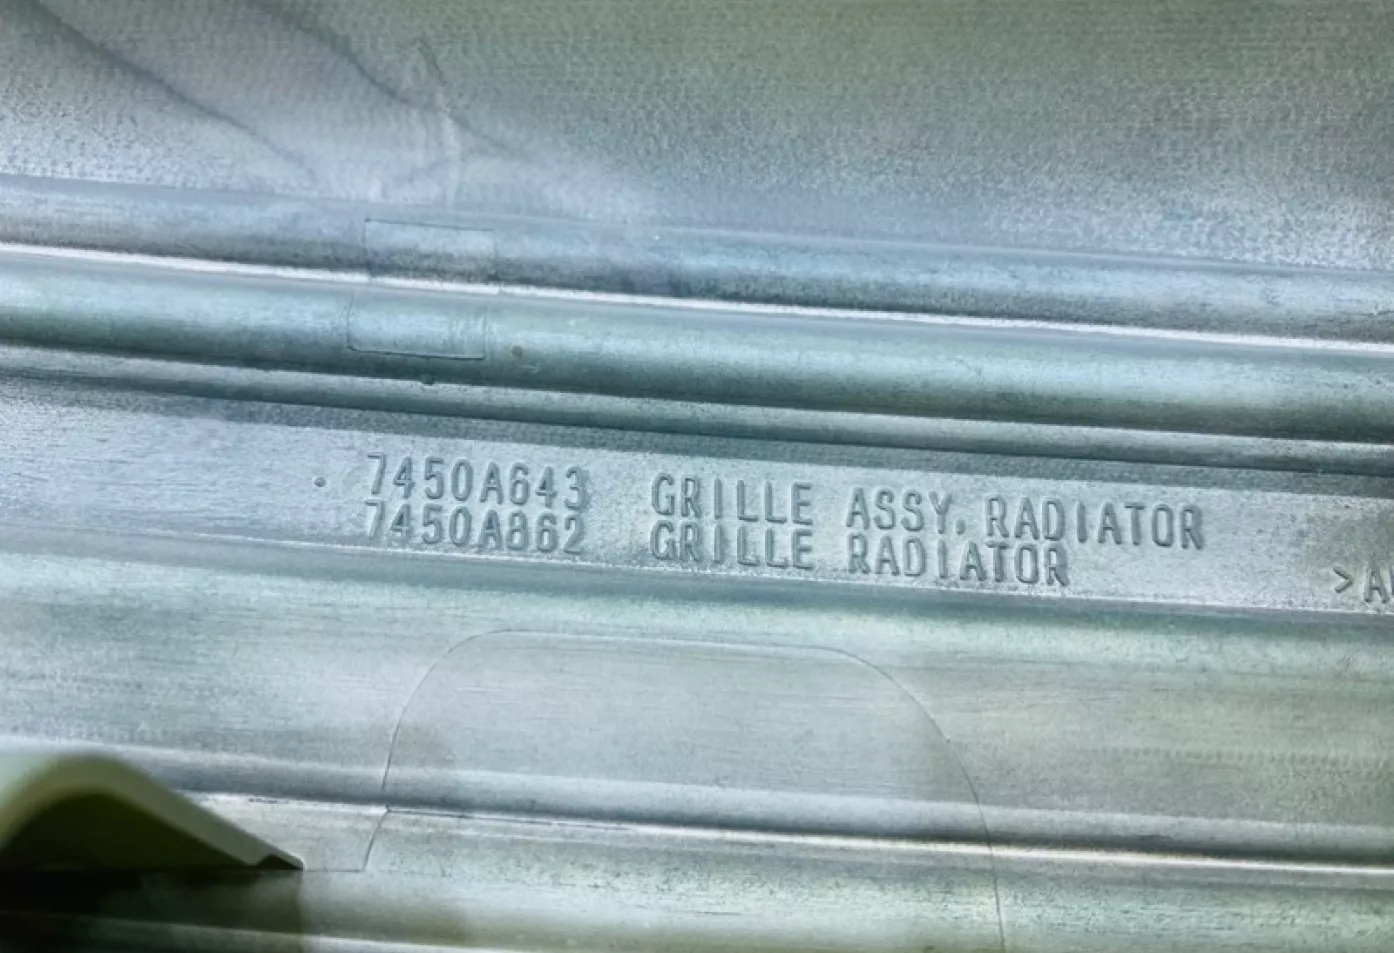 7450A643 GRILLE ASSY, RADIATOR
7450A862 GRILLE RADIATOR